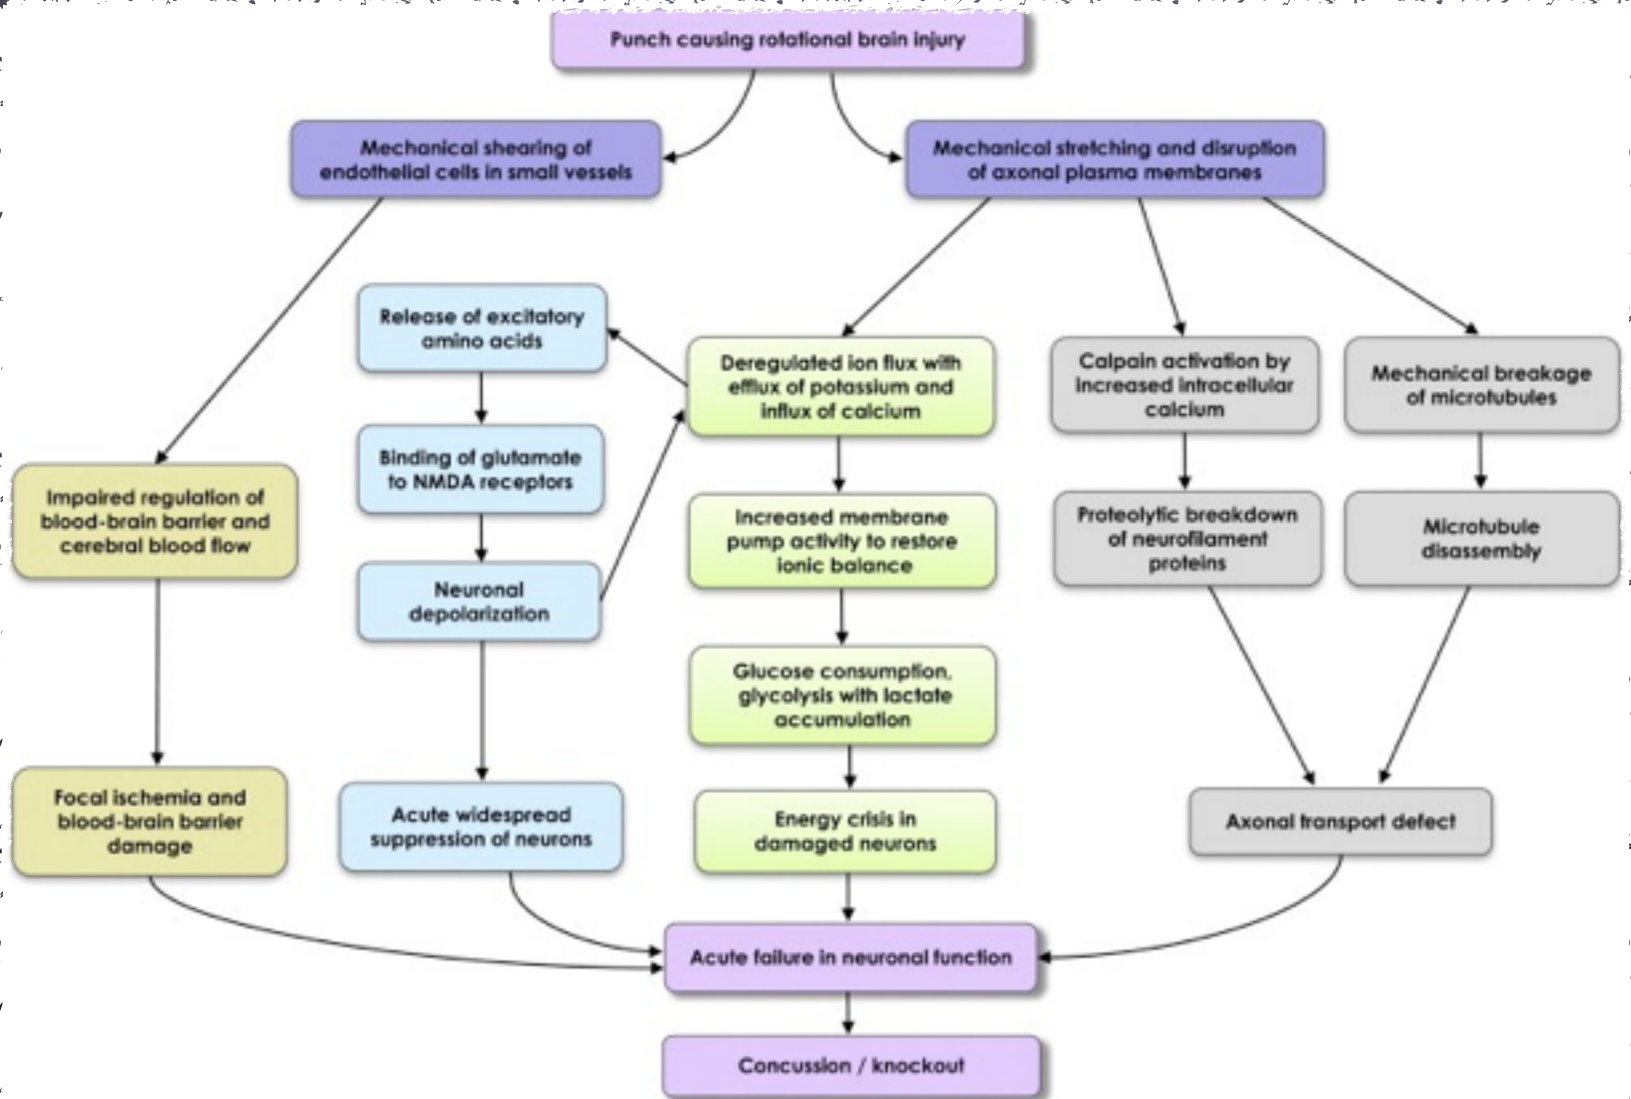 Punch causing rotational brain injury
Mechanical shearing of
endothelial cells in small vessels
Mechanical stretching and disruption
of axonal plasma membranes
Release of excitatory
amino acids
Deregulated ion flux with
efflux of potassium and
influx of calcium
Calpain activation by
increased intracellular
calcium
Mechanical breakage
of microtubules
Binding of glutamate
to NMDA receptors
Impaired regulation of
blood-brain barrier and
cerebral blood flow
Increased membrane
pump activity to restore
ionic balance
Proteolytic breakdown
of neurofilament
proteins
Microtubule
disassembly
Neuronal
depolarization
Glucose consumption,
glycolysis with lactate
accumulation
Focal ischemia and
blood-brain barrier
damage
Acute widespread
suppression of neurons
Energy crisis in
damaged neurons
Axonal transport defect
Acute failure in neuronal function
Concussion / knockout